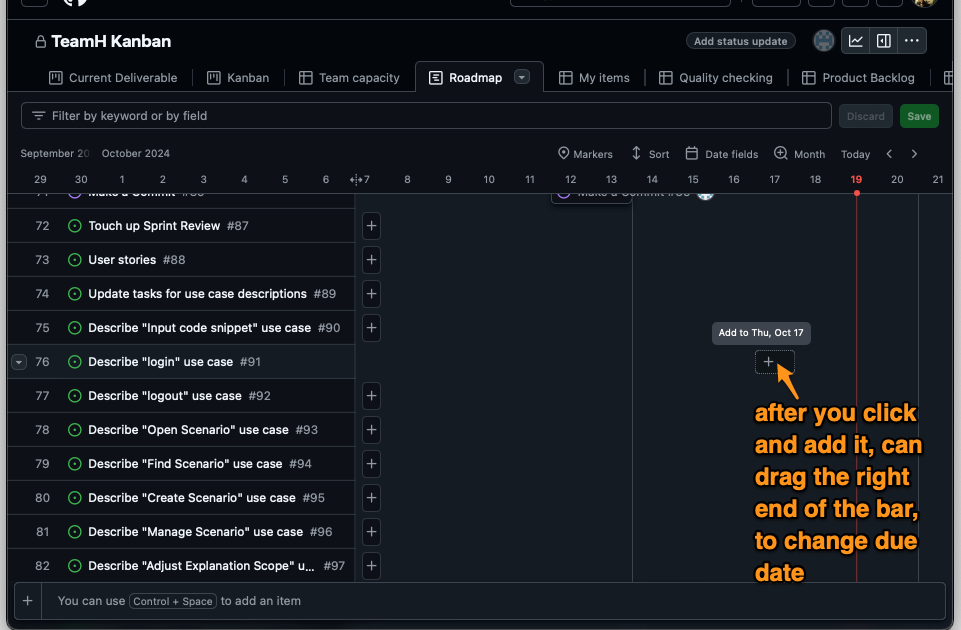 TeamH Kanban
Add status update
Current Deliverable
Kanban
Team capacity
Roadmap
My items
Quality checking
Product Backlog
Filter by keyword or by field
Discard
Save
September 20 October 2024
Markers Sort Date fields Month Today
29 30 1 2 3 4 5 6 7 8 9 10 11 12 13 14 15 16 17 18 19 20 21
72 Touch up Sprint Review #87
73 User stories #88
74 Update tasks for use case descriptions #89
75 Describe "Input code snippet" use case #90
Add to Thu, Oct 17
76 Describe "login" use case #91
77 Describe "logout" use case #92
78 Describe "Open Scenario" use case #93
79 Describe "Find Scenario" use case #94
80 Describe "Create Scenario" use case #95
81 Describe "Manage Scenario" use case #96
82 Describe "Adjust Explanation Scope" u... #97
after you click
and add it, can
drag the right
end of the bar,
to change due
date
You can use Control + Space to add an item